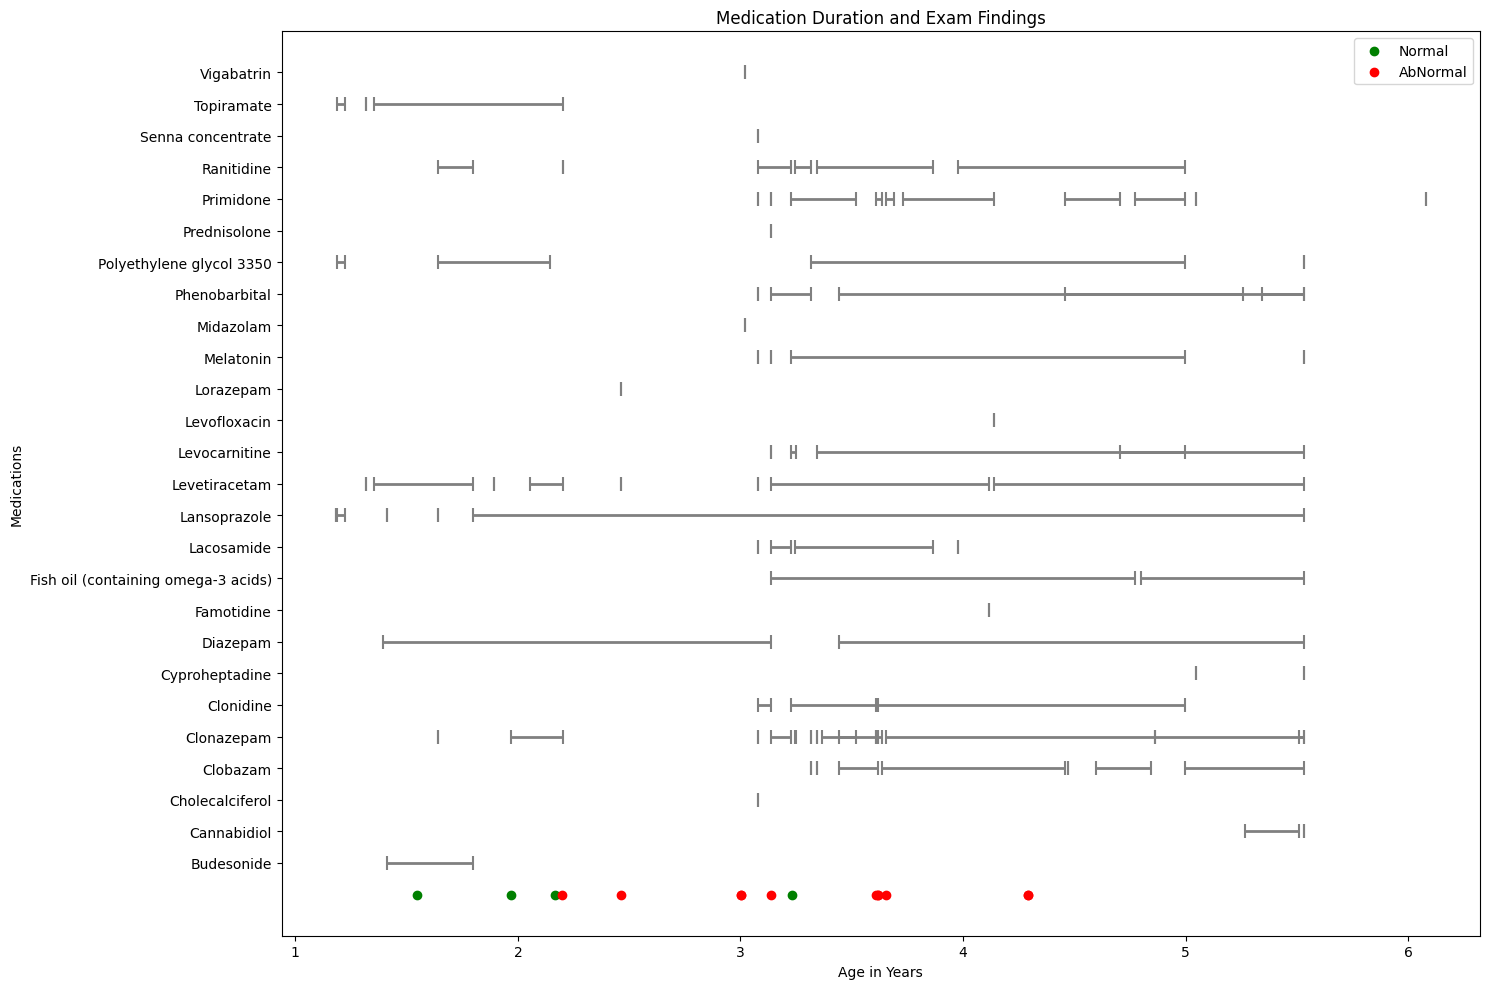 Medication Duration and Exam Findings
Normal
AbNormal
Vigabatrin
Topiramate
Senna concentrate
Ranitidine
Primidone
Prednisolone
Polyethylene glycol 3350
Phenobarbital
Midazolam
Melatonin
Lorazepam
Levofloxacin
Levocarnitine
Levetiracetam
Lansoprazole
Lacosamide
Fish oil (containing omega-3 acids)
Famotidine
Diazepam
Cyproheptadine
Clonidine
Clonazepam
Clobazam
Cholecalciferol
Cannabidiol
Budesonide
Medications
1 2 3 4 5 6
Age in Years